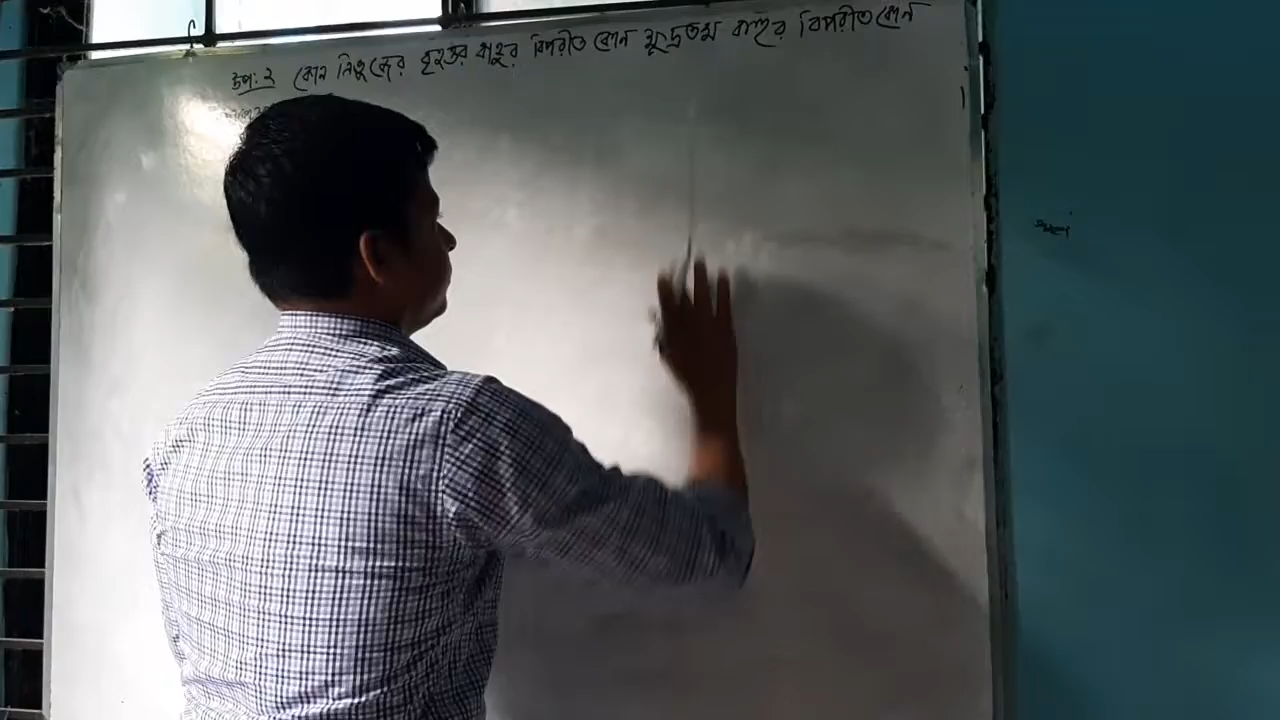 উপ: ২ কোন ত্রিভুজের বৃহত্তর বাহুর বিপরীত কোন ক্ষুদ্রতম বাহুর বিপরীত কোন